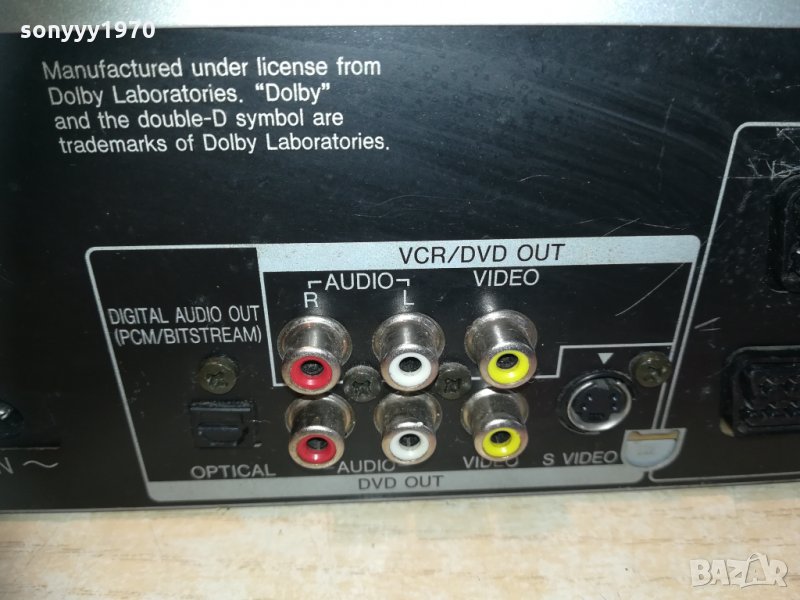 sonyyy1970
Manufactured under license from
Dolby Laboratories. "Dolby"
and the double-D symbol are
trademarks of Dolby Laboratories.
VCR/DVD OUT
AUDIO
VIDEO
R
L
DIGITAL AUDIO OUT
(PCM/BITSTREAM)
OPTICAL
AUDIO
VIDEO
S VIDEO
DVD OUT
N ~
BAZAR